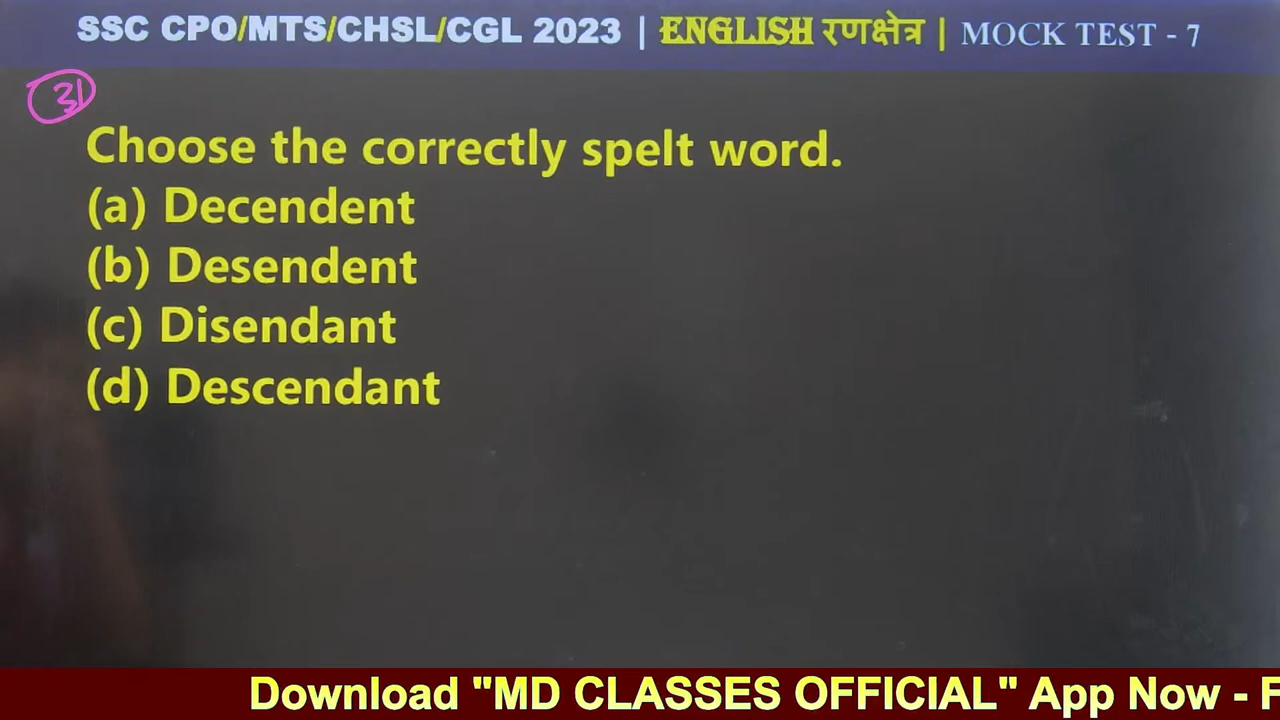 SSC CPO/MTS/CHSL/CGL 2023 | ENGLISH रणक्षेत्र | MOCK TEST - 7
31
Choose the correctly spelt word.
(a) Decendent
(b) Desendent
(c) Disendant
(d) Descendant
Download "MD CLASSES OFFICIAL" App Now - F